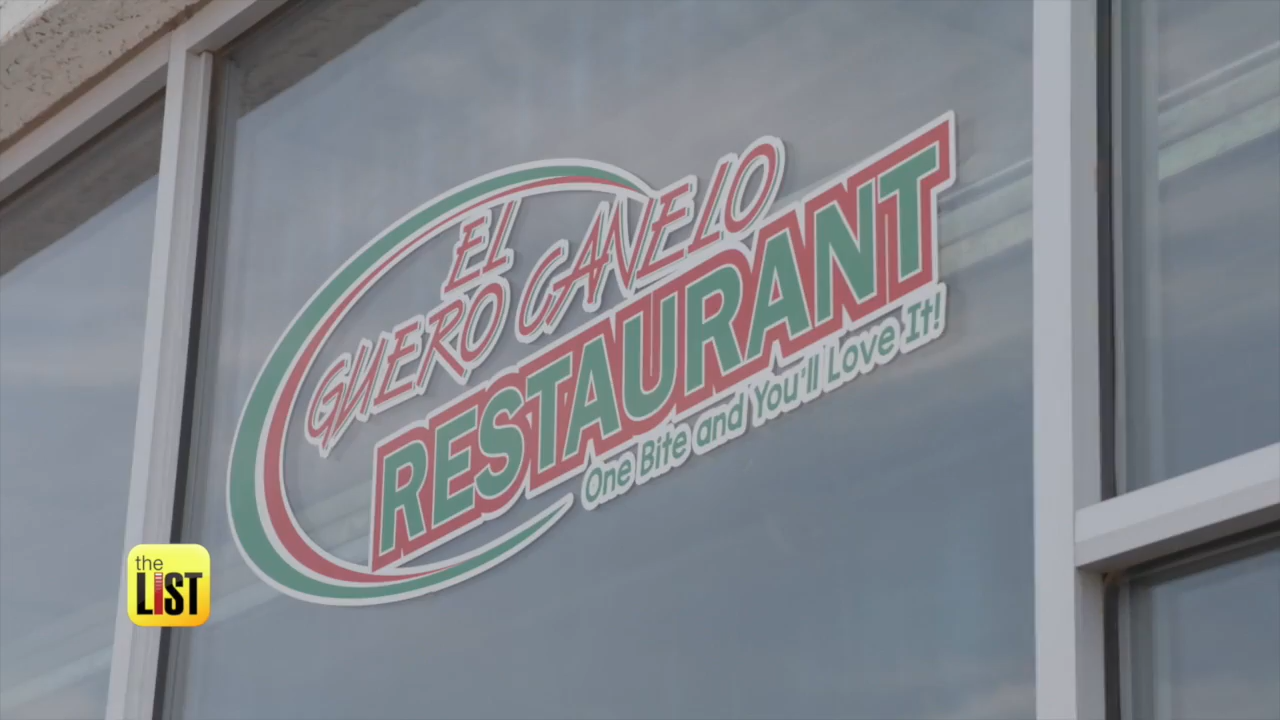 EL
GUERO CANELO
RESTAURANT
One Bite and You'll Love It!
the
LiST